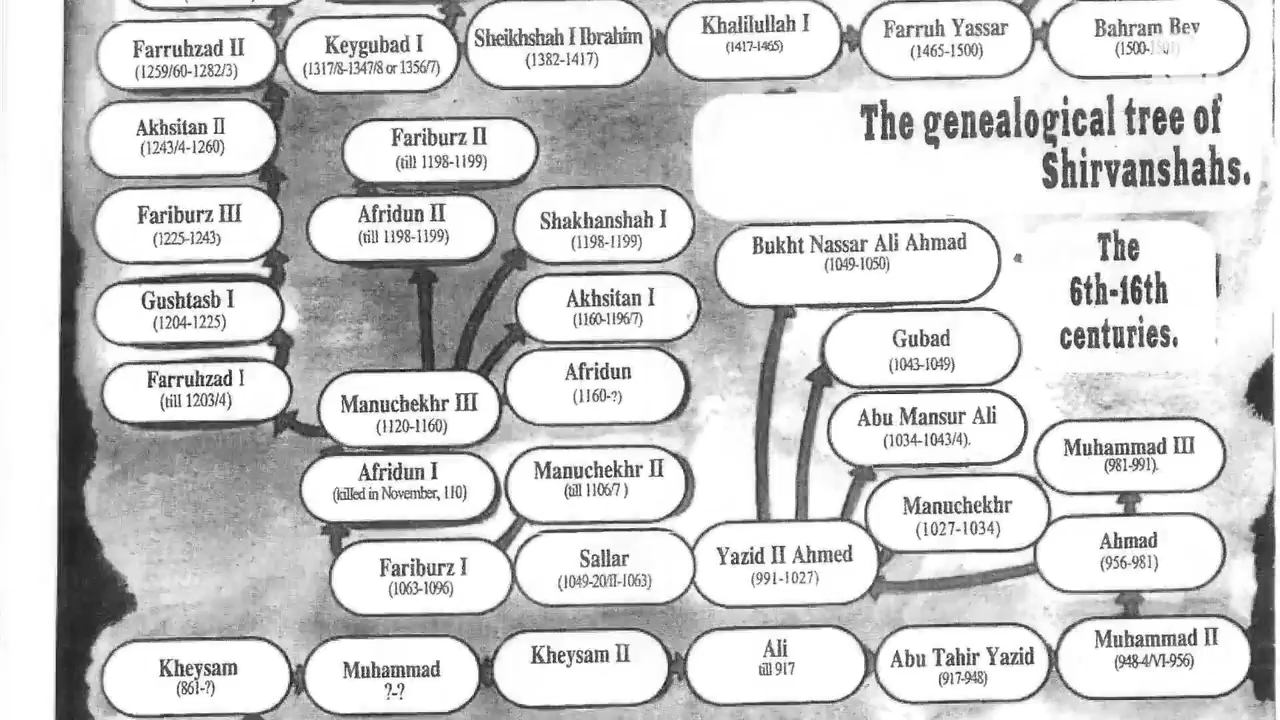 Farruhzad II
(1259/60-1282/3)
Keygubad I
(1317/8-1347/8 or 1356/7)
Sheikhshah I Ibrahim
(1382-1417)
Khalilullah I
(1417-1465)
Farruh Yassar
(1465-1500)
Bahram Bey
(1500-
The genealogical tree of
Shirvanshahs.
Akhsitan II
(1243/4-1260)
Fariburz II
(till 1198-1199)
Fariburz III
(1225-1243)
Afridun II
(till 1198-1199)
Shakhanshah I
(1198-1199)
Bukht Nassar Ali Ahmad
(1049-1050)
The
6th-16th
centuries.
Gushtasb I
(1204-1225)
Akhsitan I
(1160-1196/7)
Gubad
(1043-1049)
Farruhzad I
(till 1203/4)
Manuchekhr III
(1120-1160)
Afridun
(1160-?)
Abu Mansur Ali
(1034-1043/4).
Muhammad III
(981-991).
Afridun I
(killed in November, 110)
Manuchekhr II
(till 1106/7 )
Manuchekhr
(1027-1034)
Ahmad
(956-981)
Fariburz I
(1063-1096)
Sallar
(1049-20/II-1063)
Yazid II Ahmed
(991-1027)
Kheysam
(861-?)
Muhammad
?-?
Kheysam II
Ali
till 917
Abu Tahir Yazid
(917-948)
Muhammad II
(948-4/VI-956)